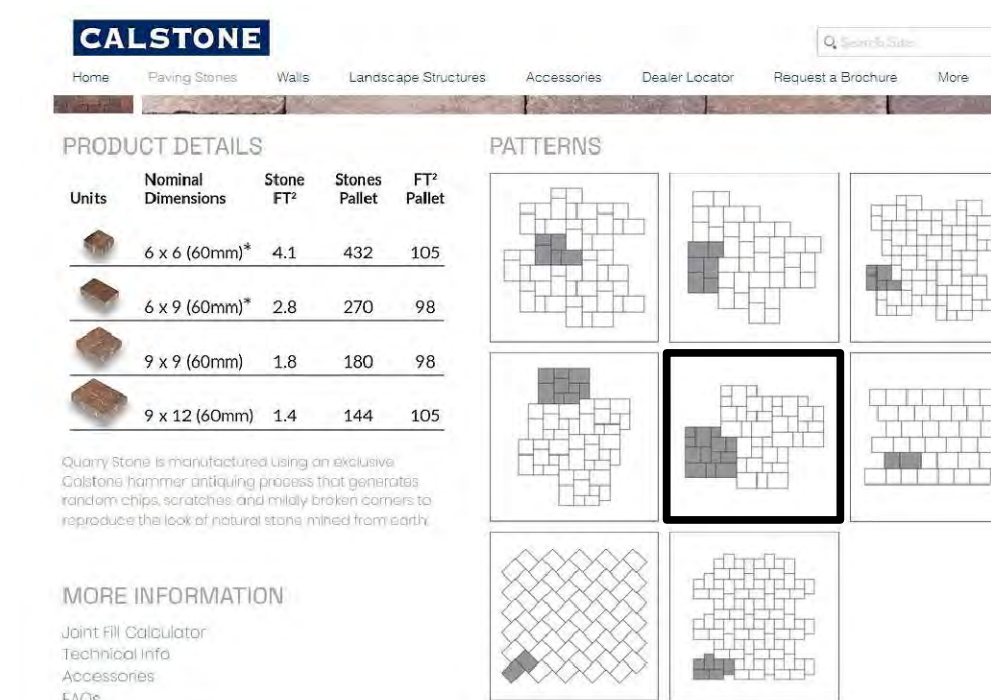 CALSTONE
Search Site...
Home Paving Stones Walls Landscape Structures Accessories Dealer Locator Request a Brochure More
PRODUCT DETAILS
PATTERNS
Units Nominal Dimensions Stone FT² Stones Pallet FT² Pallet
6 x 6 (60mm)* 4.1 432 105
6 x 9 (60mm)* 2.8 270 98
9 x 9 (60mm) 1.8 180 98
9 x 12 (60mm) 1.4 144 105
Quarry Stone is manufactured using an exclusive
Calstone hammer antiquing process that generates
random chips, scratches, and mildly broken corners to
reproduce the look of natural stone mined from earth.
MORE INFORMATION
Joint Fill Calculator
Technical Info
Accessories
FAQs